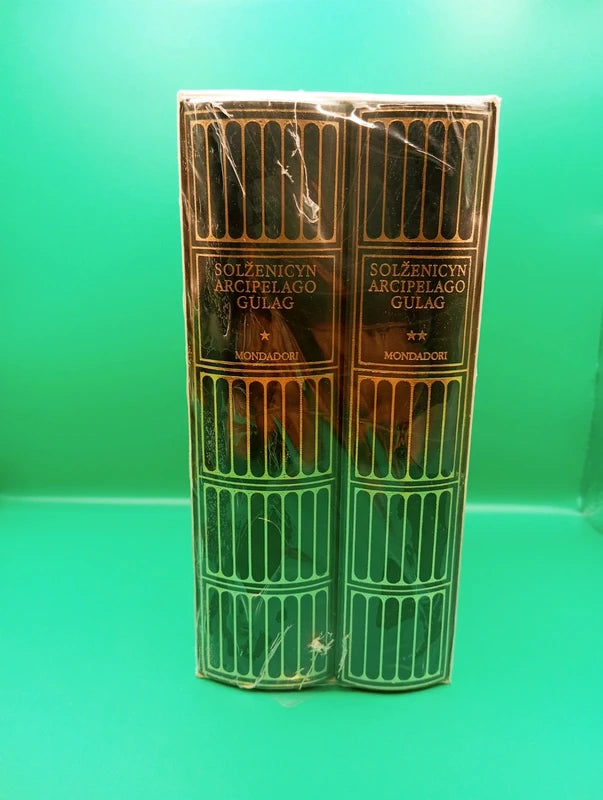 SOLŽENICYN
ARCIPELAGO
GULAG
★
MONDADORI
SOLŽENICYN
ARCIPELAGO
GULAG
★★
MONDADORI